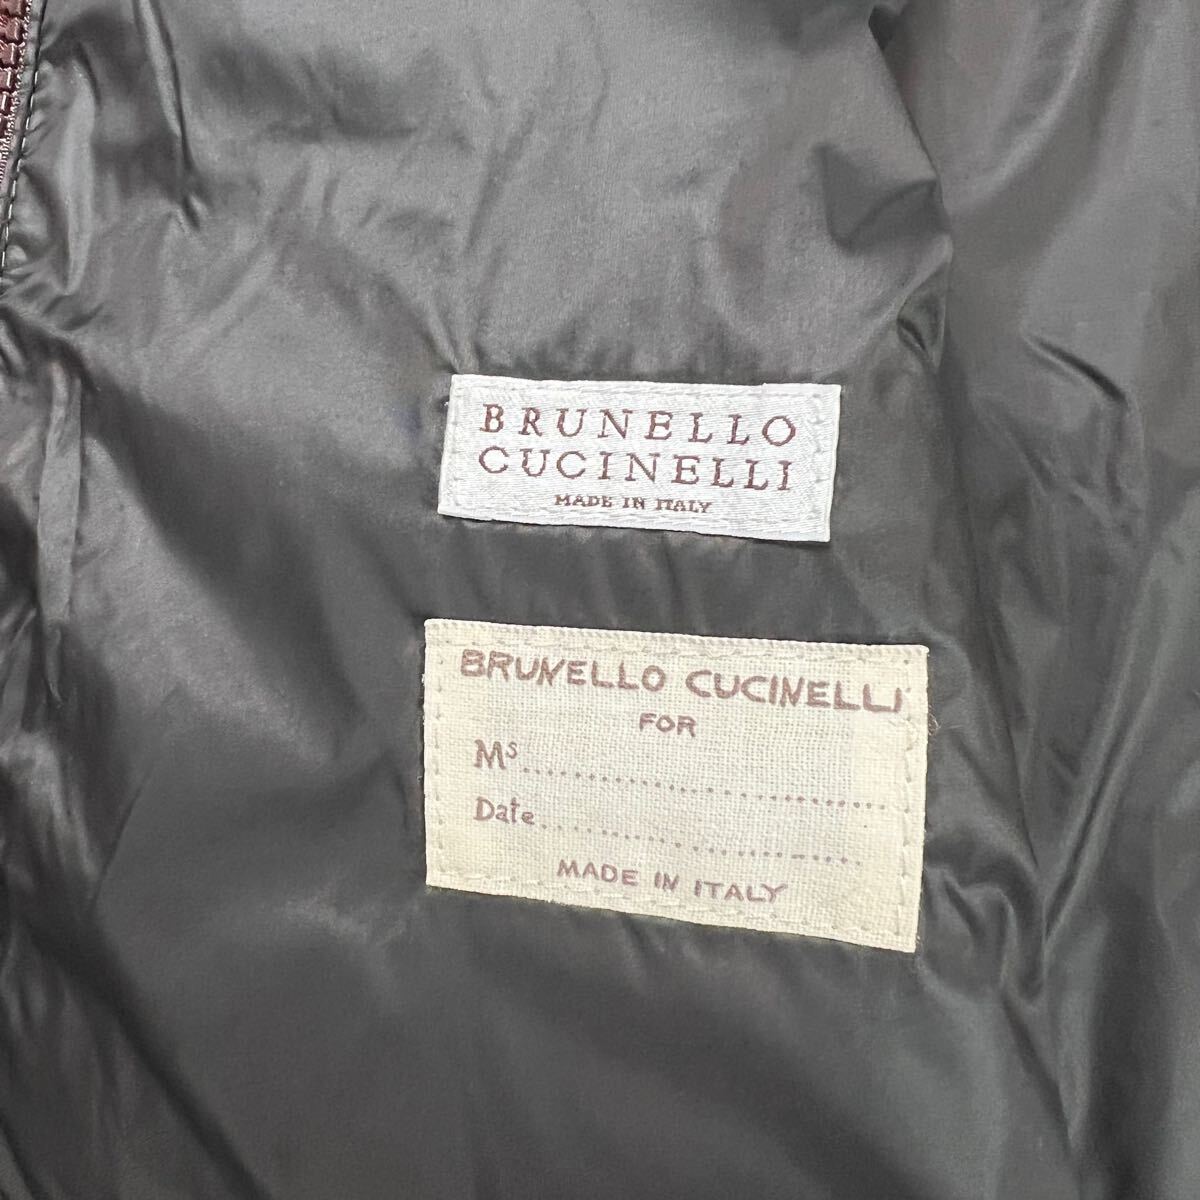 BRUNELLO
CUCINELLI
MADE IN ITALY
BRUNELLO CUCINELLI
FOR
Ms..............................
Date..............................
MADE IN ITALY